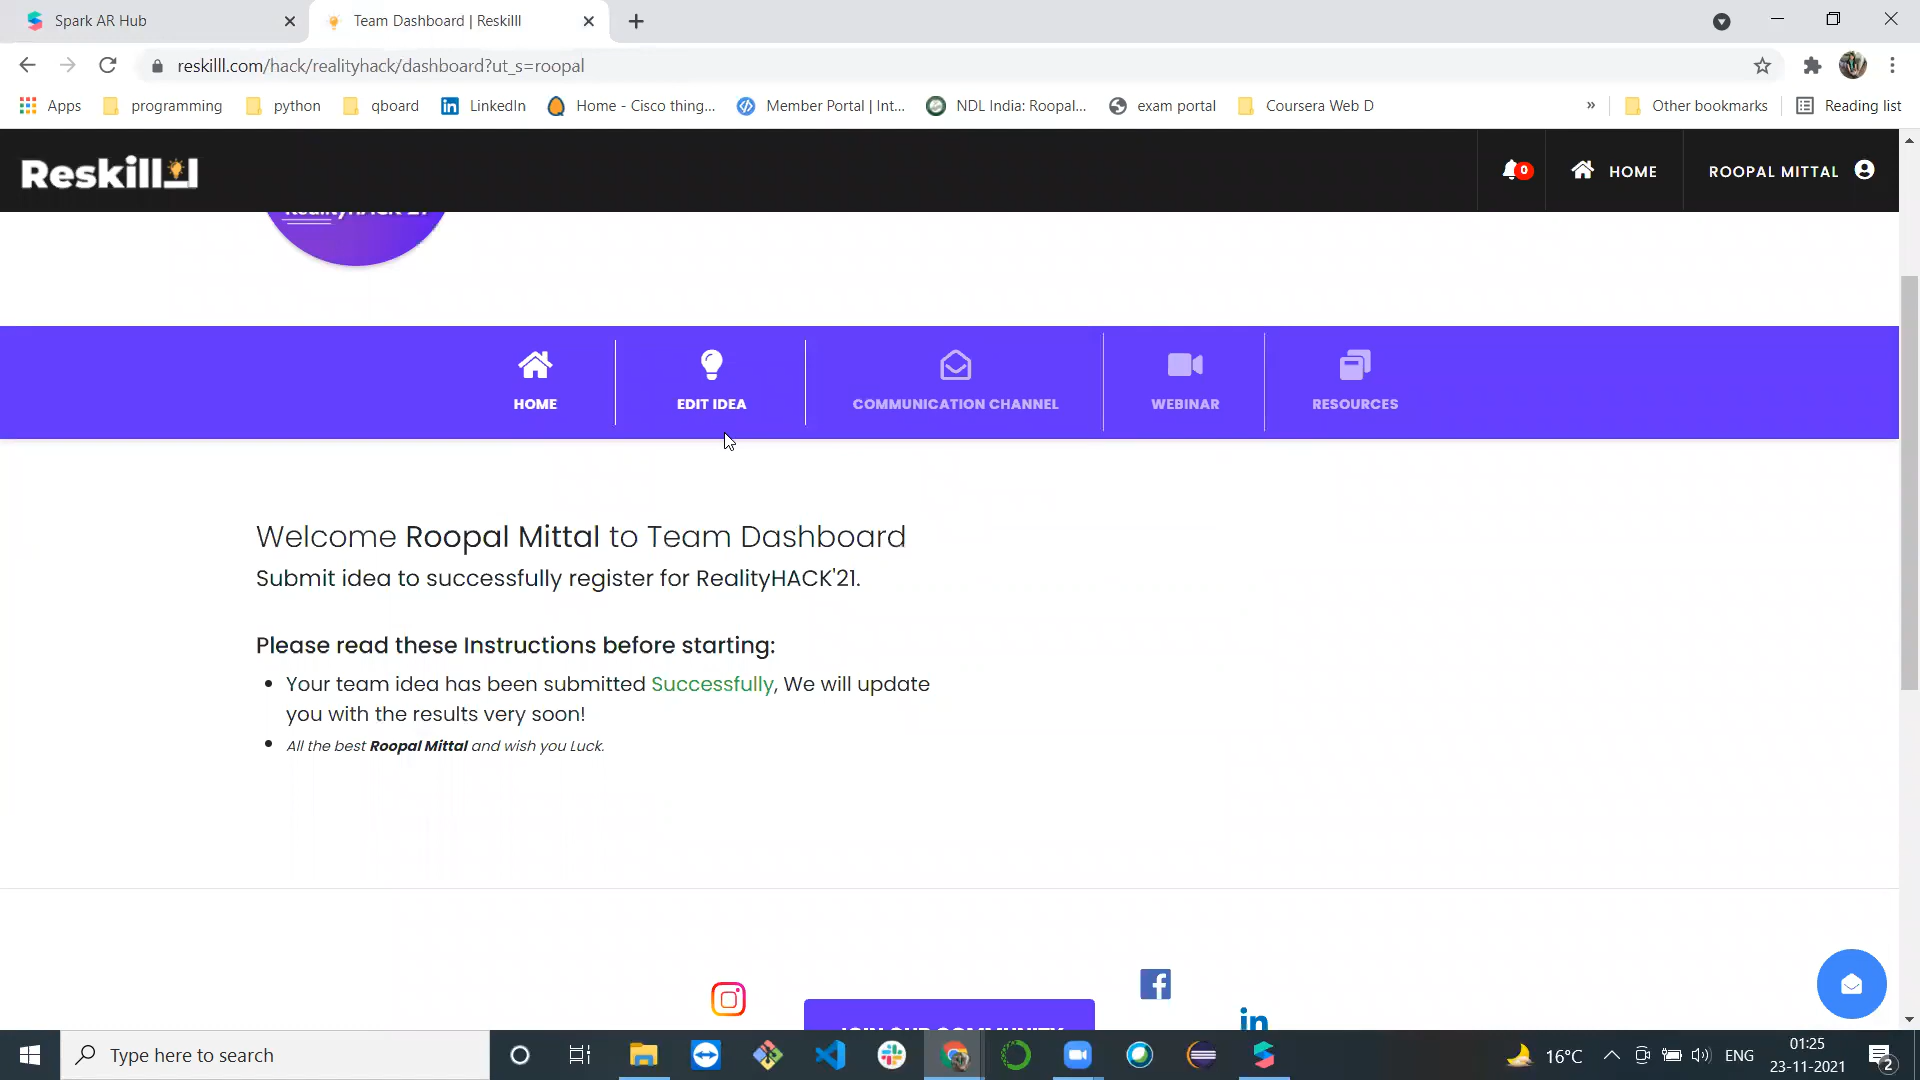 Spark AR Hub
Team Dashboard | Reskilll
reskilll.com/hack/realityhack/dashboard?ut_s=roopal
Apps programming python qboard LinkedIn Home - Cisco thing... Member Portal | Int... NDL India: Roopal... exam portal Coursera Web D » Other bookmarks Reading list
Reskilll 0 HOME ROOPAL MITTAL
HOME EDIT IDEA COMMUNICATION CHANNEL WEBINAR RESOURCES
Welcome Roopal Mittal to Team Dashboard
Submit idea to successfully register for RealityHACK'21.
Please read these Instructions before starting:
Your team idea has been submitted Successfully, We will update
you with the results very soon!
All the best Roopal Mittal and wish you Luck.
JOIN OUR COMMUNITY
Type here to search
16°C ENG
01:25
23-11-2021
2